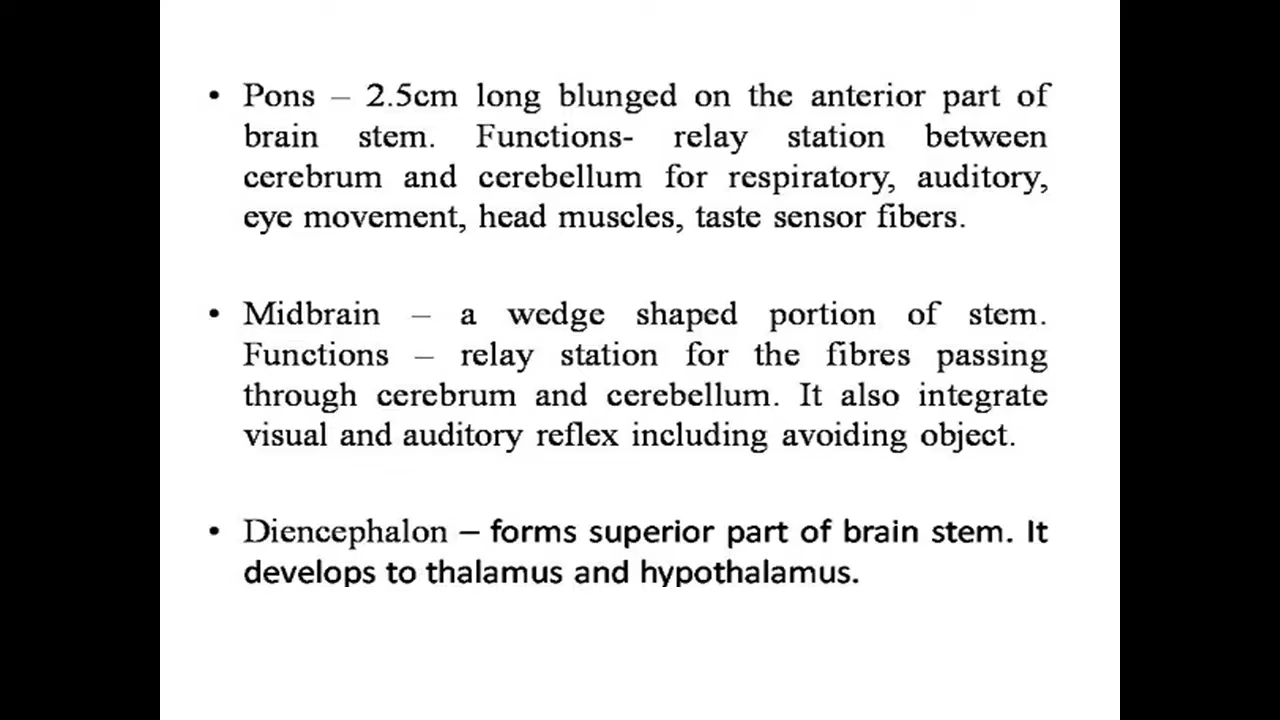 • Pons – 2.5cm long blunged on the anterior part of
brain stem. Functions- relay station between
cerebrum and cerebellum for respiratory, auditory,
eye movement, head muscles, taste sensor fibers.
• Midbrain – a wedge shaped portion of stem.
Functions – relay station for the fibres passing
through cerebrum and cerebellum. It also integrate
visual and auditory reflex including avoiding object.
• Diencephalon – forms superior part of brain stem. It
develops to thalamus and hypothalamus.